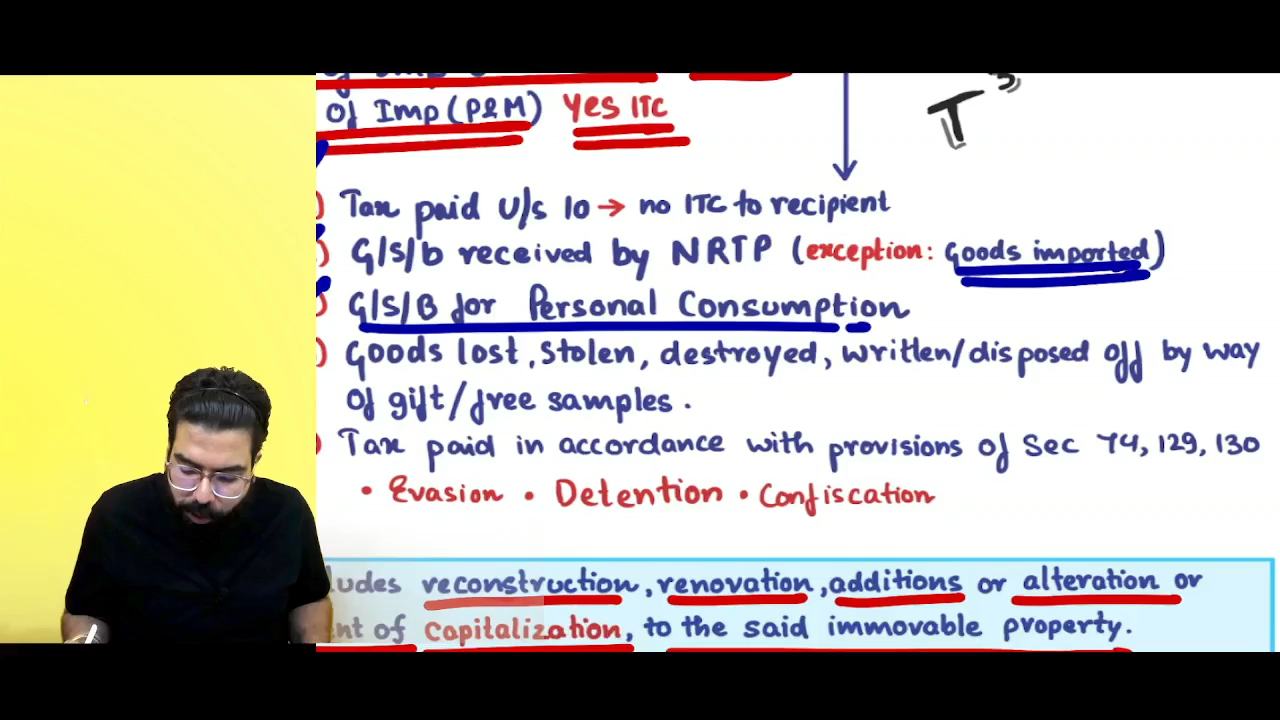 of Imp (P&M) Yes ITC
T
Tax paid U/s 10 → no ITC to recipient
G/S/b received by NRTP (exception: Goods imported)
G/S/B for Personal Consumption
Goods lost, Stolen, destroyed, written/disposed off by way
of gift/free samples.
Tax paid in accordance with provisions of Sec 74, 129, 130
• Evasion • Detention • Confiscation
ludes reconstruction, renovation, additions or alteration or
nt of capitalization, to the said immovable property.